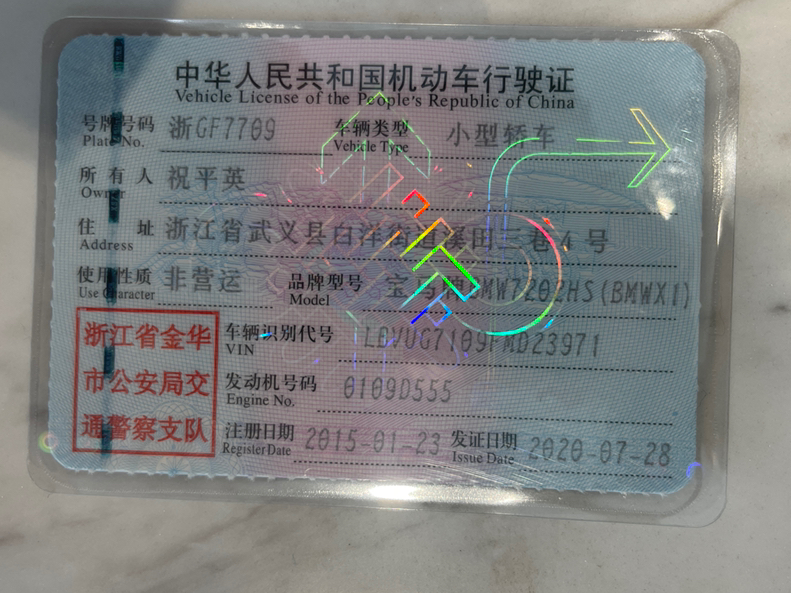 中华人民共和国机动车行驶证
Vehicle License of the People's Republic of China
号牌号码 浙GF7709 车辆类型 小型轿车
Plate No. Vehicle Type
所有人 祝平英
Owner
住址 浙江省武义县白洋街道溪田三巷4号
Address
使用性质 非营运 品牌型号 宝马牌BMW7202HS(BMWX1)
Use Character Model
浙江省金华 车辆识别代号 LBVUG7109FMD23971
VIN
市公安局交 发动机号码 0109D555
Engine No.
通警察支队 注册日期 2015-01-23 发证日期 2020-07-28
Register Date Issue Date